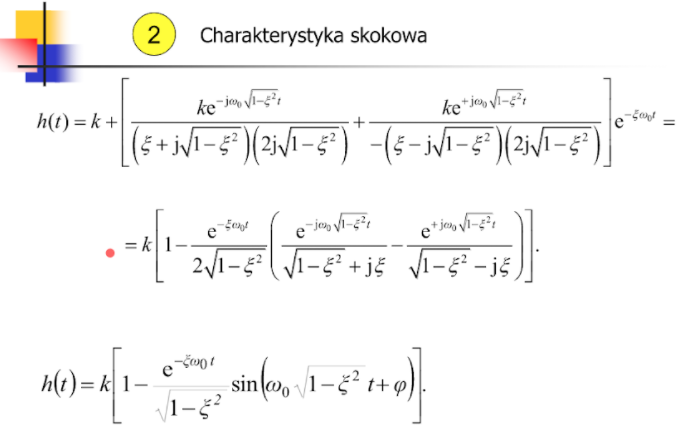 2 Charakterystyka skokowa
h(t) = k + [ ke^{-jω₀√(1-ξ²)t} / ((ξ + j√(1-ξ²))(2j√(1-ξ²))) + ke^{+jω₀√(1-ξ²)t} / (-(ξ - j√(1-ξ²))(2j√(1-ξ²))) ] e^{-ξω₀t} =
= k[ 1 - e^{-ξω₀t} / (2√(1-ξ²)) ( e^{-jω₀√(1-ξ²)t} / (√(1-ξ²) + jξ) - e^{+jω₀√(1-ξ²)t} / (√(1-ξ²) - jξ) ) ].
h(t) = k[ 1 - e^{-ξω₀t} / √(1-ξ²) sin(ω₀√(1-ξ²) t + φ) ].